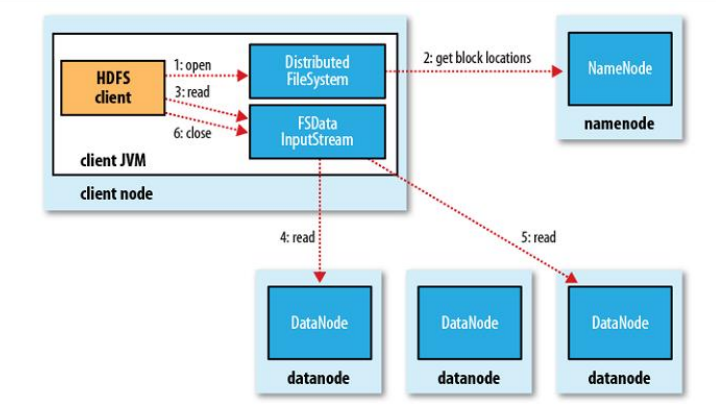 HDFS
client
1: open
3: read
6: close
Distributed
FileSystem
FSData
InputStream
client JVM
client node
2: get block locations
NameNode
namenode
4: read
5: read
DataNode
datanode
DataNode
datanode
DataNode
datanode